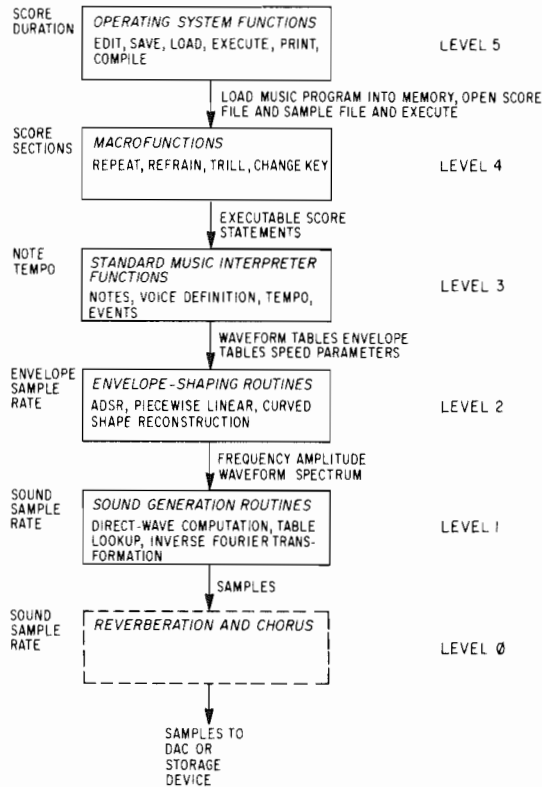 SCORE
DURATION
OPERATING SYSTEM FUNCTIONS
EDIT, SAVE, LOAD, EXECUTE, PRINT,
COMPILE
LEVEL 5
LOAD MUSIC PROGRAM INTO MEMORY, OPEN SCORE
FILE AND SAMPLE FILE AND EXECUTE
SCORE
SECTIONS
MACROFUNCTIONS
REPEAT, REFRAIN, TRILL, CHANGE KEY
LEVEL 4
EXECUTABLE SCORE
STATEMENTS
NOTE
TEMPO
STANDARD MUSIC INTERPRETER
FUNCTIONS
NOTES, VOICE DEFINITION, TEMPO,
EVENTS
LEVEL 3
WAVEFORM TABLES ENVELOPE
TABLES SPEED PARAMETERS
ENVELOPE
SAMPLE
RATE
ENVELOPE-SHAPING ROUTINES
ADSR, PIECEWISE LINEAR, CURVED
SHAPE RECONSTRUCTION
LEVEL 2
FREQUENCY AMPLITUDE
WAVEFORM SPECTRUM
SOUND
SAMPLE
RATE
SOUND GENERATION ROUTINES
DIRECT-WAVE COMPUTATION, TABLE
LOOKUP, INVERSE FOURIER TRANS-
FORMATION
LEVEL 1
SAMPLES
SOUND
SAMPLE
RATE
REVERBERATION AND CHORUS
LEVEL Ø
SAMPLES TO
DAC OR
STORAGE
DEVICE